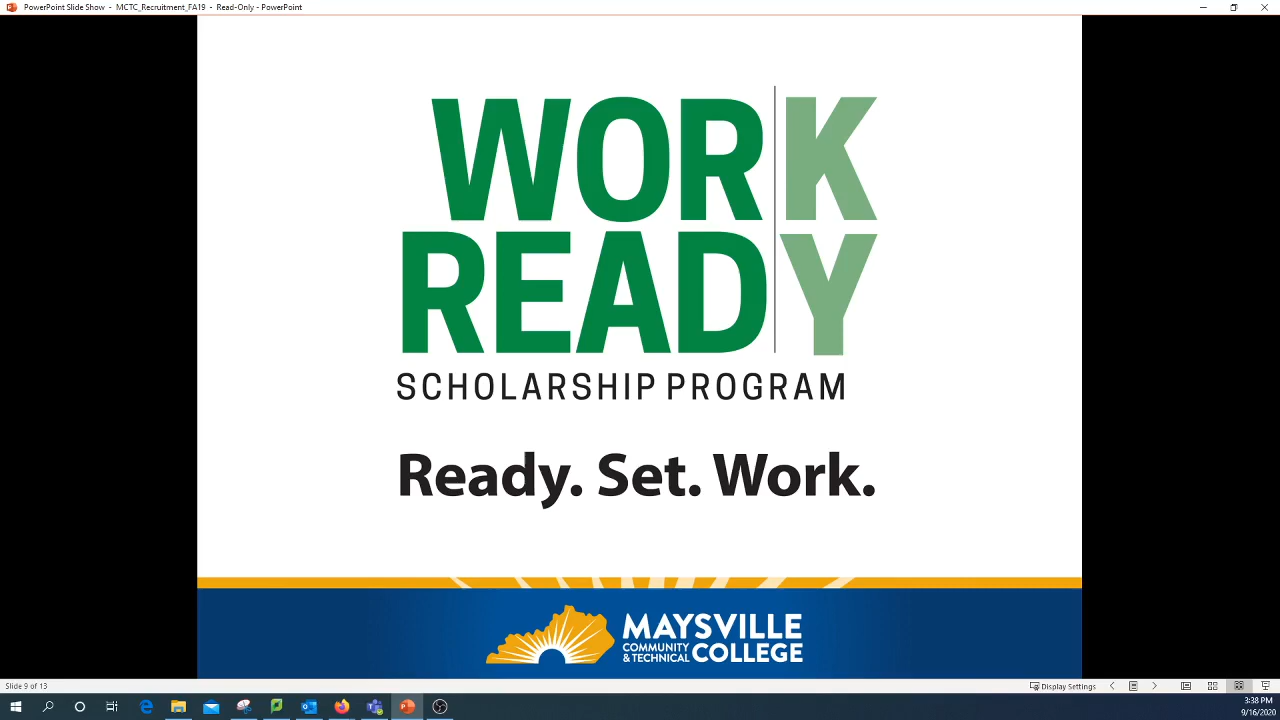 PowerPoint Slide Show - MCTC_Recruitment_FA19 - Read-Only - PowerPoint
WORK
READY
SCHOLARSHIP PROGRAM
Ready. Set. Work.
MAYSVILLE
COMMUNITY
& TECHNICAL
COLLEGE
Slide 9 of 13
Display Settings
3:38 PM
9/16/2020